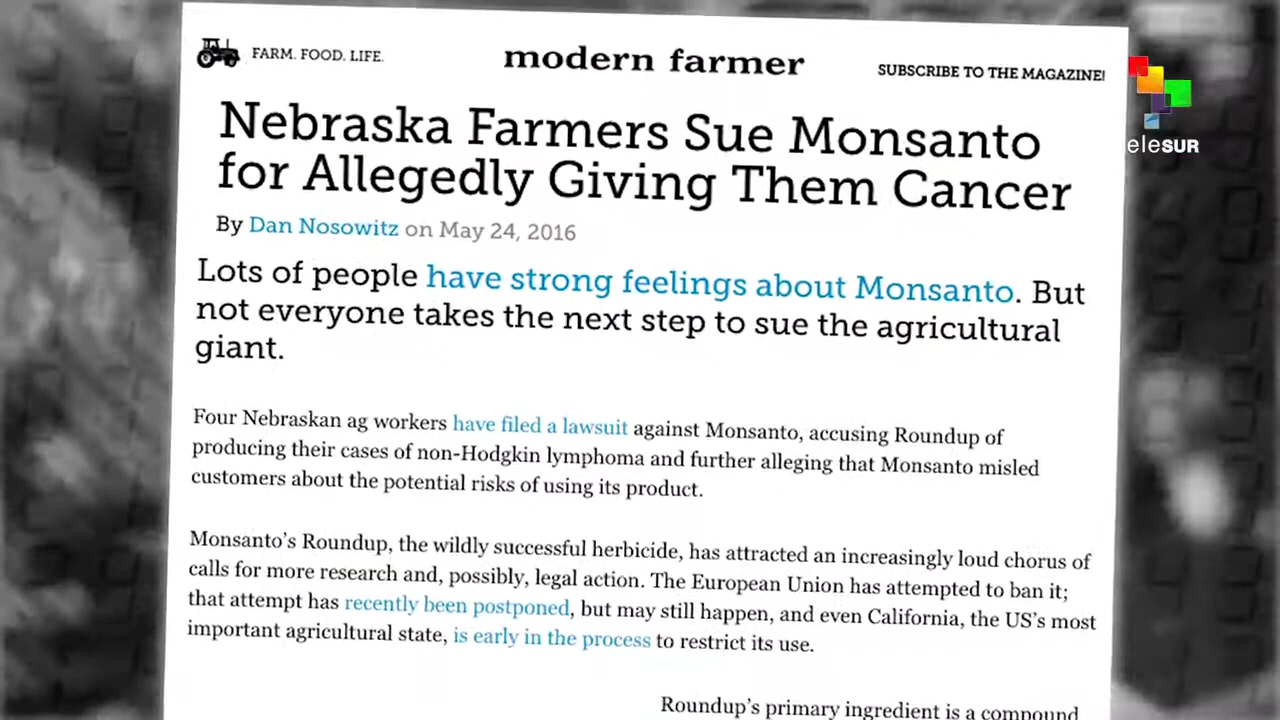 FARM. FOOD. LIFE.
modern farmer
SUBSCRIBE TO THE MAGAZINE!
eleSUR
Nebraska Farmers Sue Monsanto
for Allegedly Giving Them Cancer
By Dan Nosowitz on May 24, 2016
Lots of people have strong feelings about Monsanto. But
not everyone takes the next step to sue the agricultural
giant.
Four Nebraskan ag workers have filed a lawsuit against Monsanto, accusing Roundup of
producing their cases of non-Hodgkin lymphoma and further alleging that Monsanto misled
customers about the potential risks of using its product.
Monsanto’s Roundup, the wildly successful herbicide, has attracted an increasingly loud chorus of
calls for more research and, possibly, legal action. The European Union has attempted to ban it;
that attempt has recently been postponed, but may still happen, and even California, the US’s most
important agricultural state, is early in the process to restrict its use.
Roundup’s primary ingredient is a compound